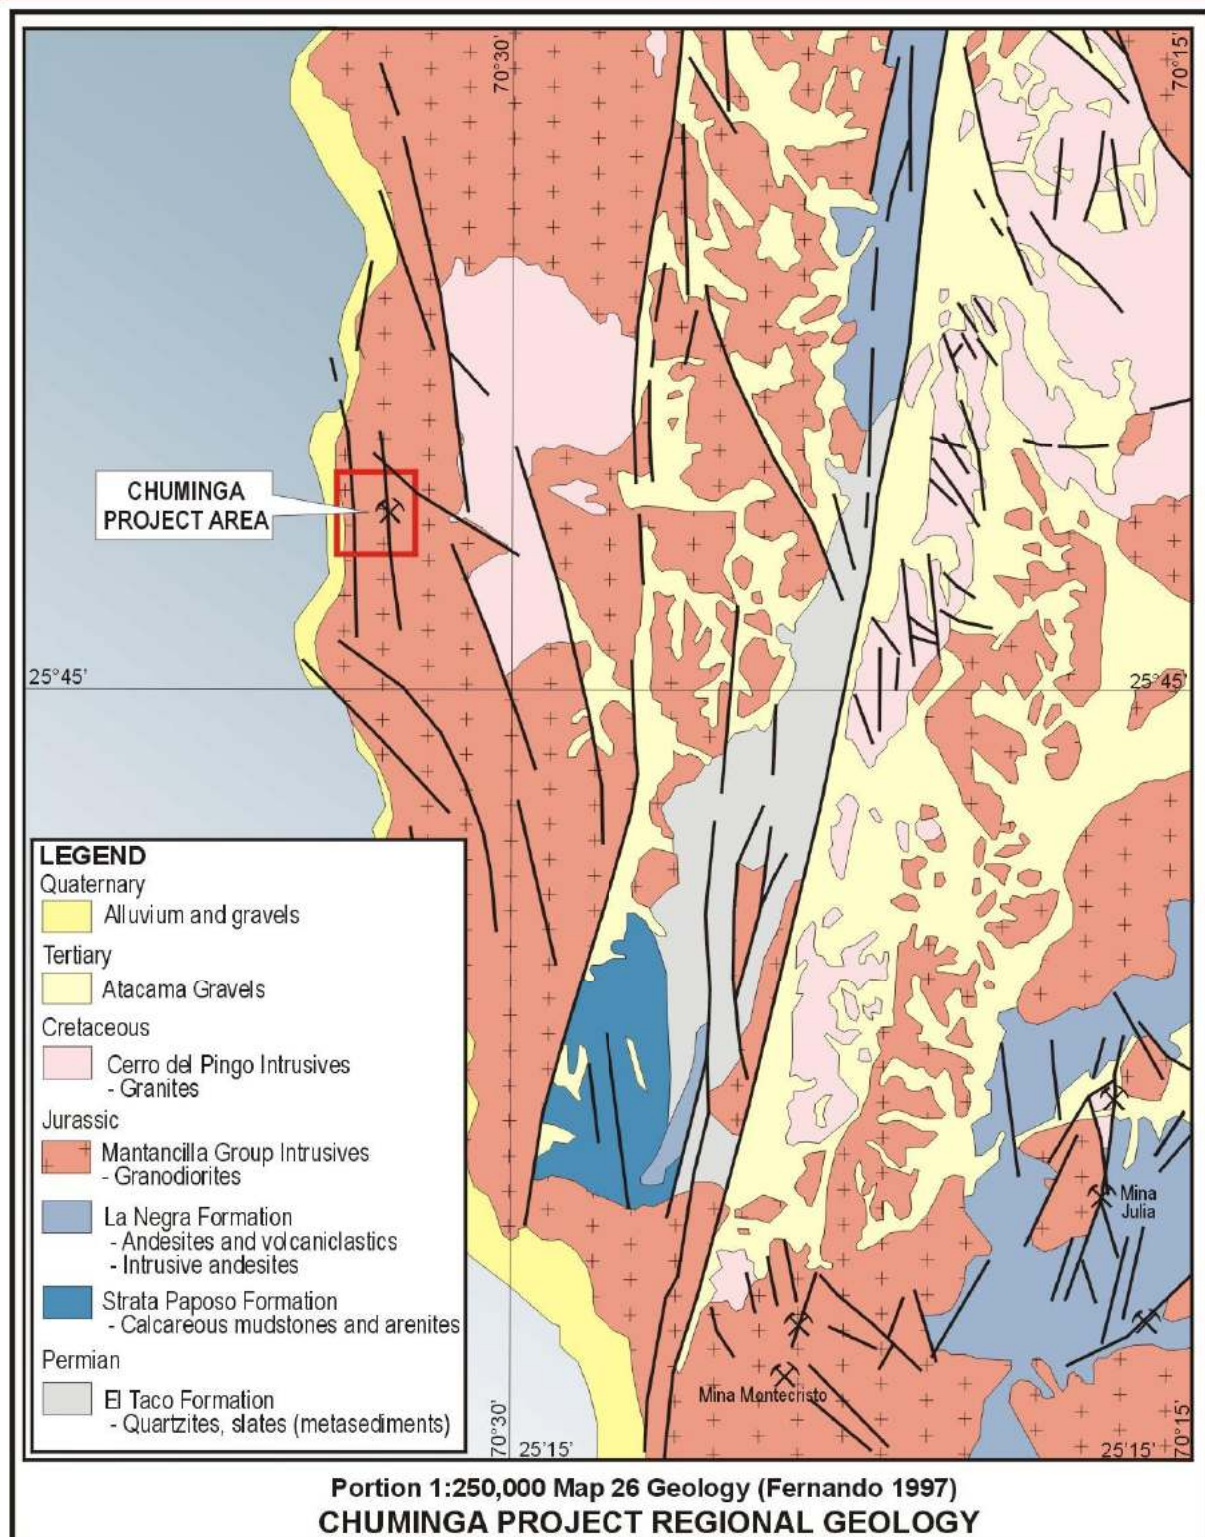 70°30'
70°15'
CHUMINGA
PROJECT AREA
25°45'
25°45'
LEGEND
Quaternary
Alluvium and gravels
Tertiary
Atacama Gravels
Cretaceous
Cerro del Pingo Intrusives
- Granites
Jurassic
Mantancilla Group Intrusives
- Granodiorites
La Negra Formation
- Andesites and volcaniclastics
- Intrusive andesites
Strata Paposo Formation
- Calcareous mudstones and arenites
Permian
El Taco Formation
- Quartzites, slates (metasediments)
Mina
Julia
Mina Montecristo
70°30'
25'15'
25'15'
70°15'
Portion 1:250,000 Map 26 Geology (Fernando 1997)
CHUMINGA PROJECT REGIONAL GEOLOGY